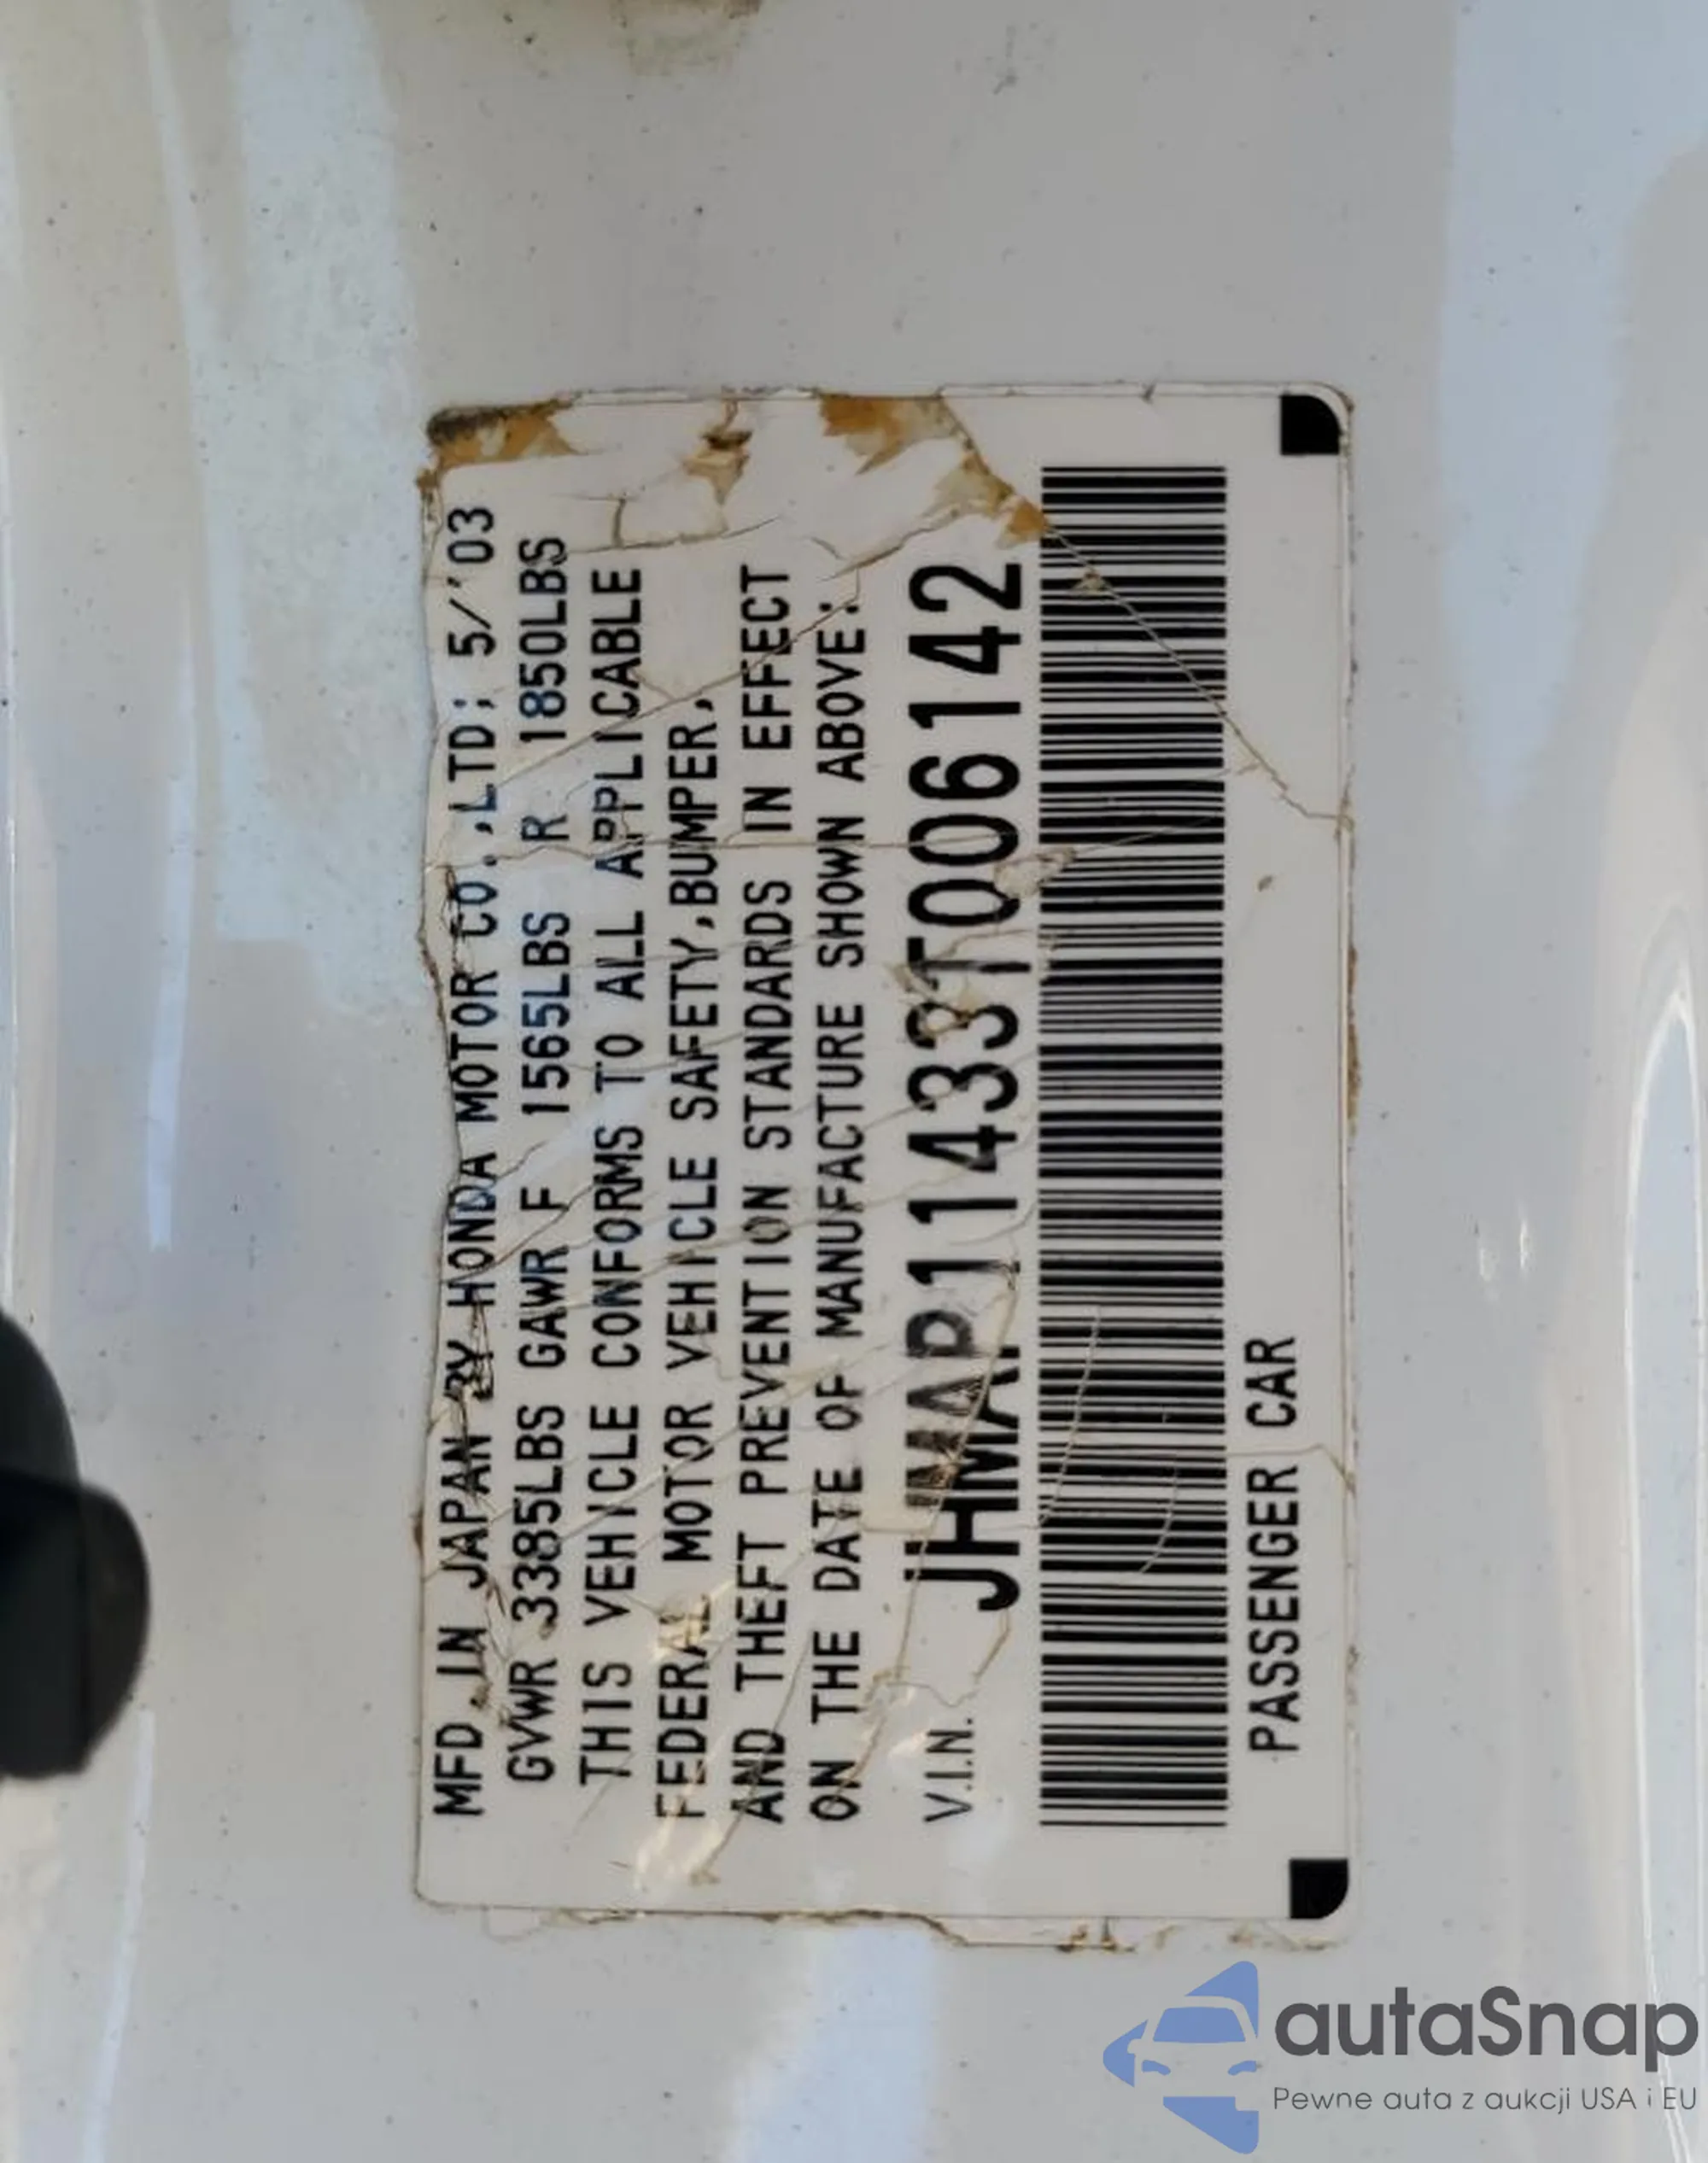 MFD.IN JAPAN BY HONDA MOTOR CO.,LTD; 5/'03
GVWR 3385LBS GAWR F 1565LBS R 1850LBS
THIS VEHICLE CONFORMS TO ALL APPLICABLE
FEDERAL MOTOR VEHICLE SAFETY,BUMPER,
AND THEFT PREVENTION STANDARDS IN EFFECT
ON THE DATE OF MANUFACTURE SHOWN ABOVE:
V.I.N. JHMAP11433T006142
PASSENGER CAR
autaSnap
Pewne auta z aukcji USA i EU